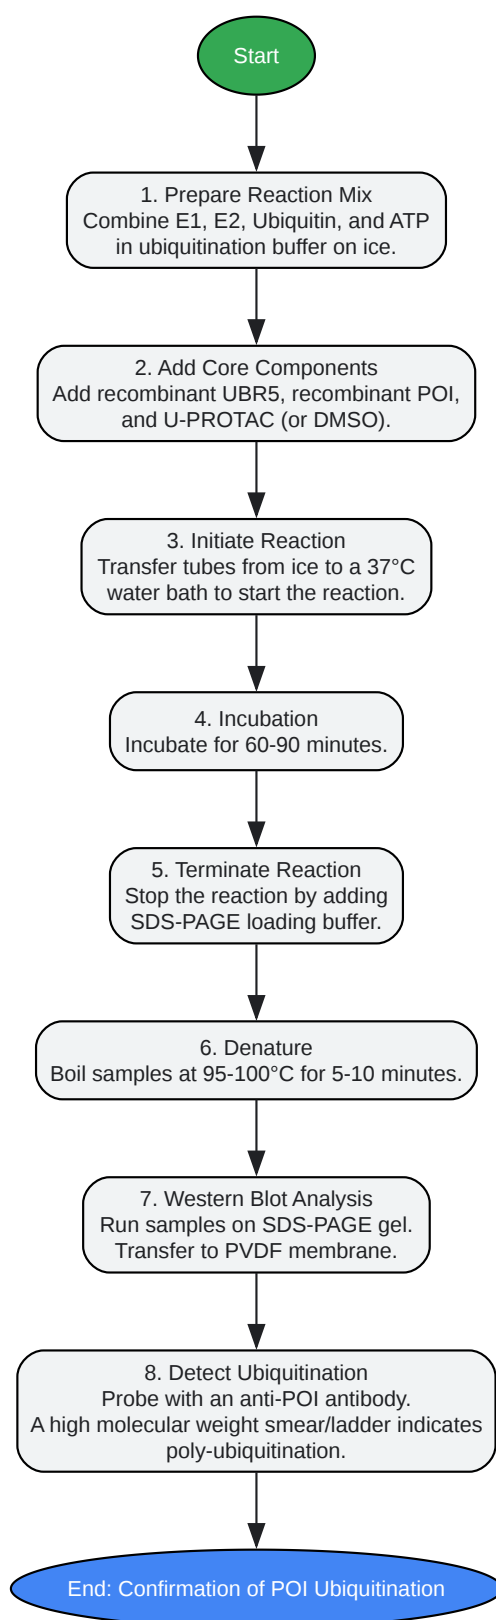 Start
1. Prepare Reaction Mix
Combine E1, E2, Ubiquitin, and ATP
in ubiquitination buffer on ice.
2. Add Core Components
Add recombinant UBR5, recombinant POI,
and U-PROTAC (or DMSO).
3. Initiate Reaction
Transfer tubes from ice to a 37°C
water bath to start the reaction.
4. Incubation
Incubate for 60-90 minutes.
5. Terminate Reaction
Stop the reaction by adding
SDS-PAGE loading buffer.
6. Denature
Boil samples at 95-100°C for 5-10 minutes.
7. Western Blot Analysis
Run samples on SDS-PAGE gel.
Transfer to PVDF membrane.
8. Detect Ubiquitination
Probe with an anti-POI antibody.
A high molecular weight smear/ladder indicates
poly-ubiquitination.
End: Confirmation of POI Ubiquitination